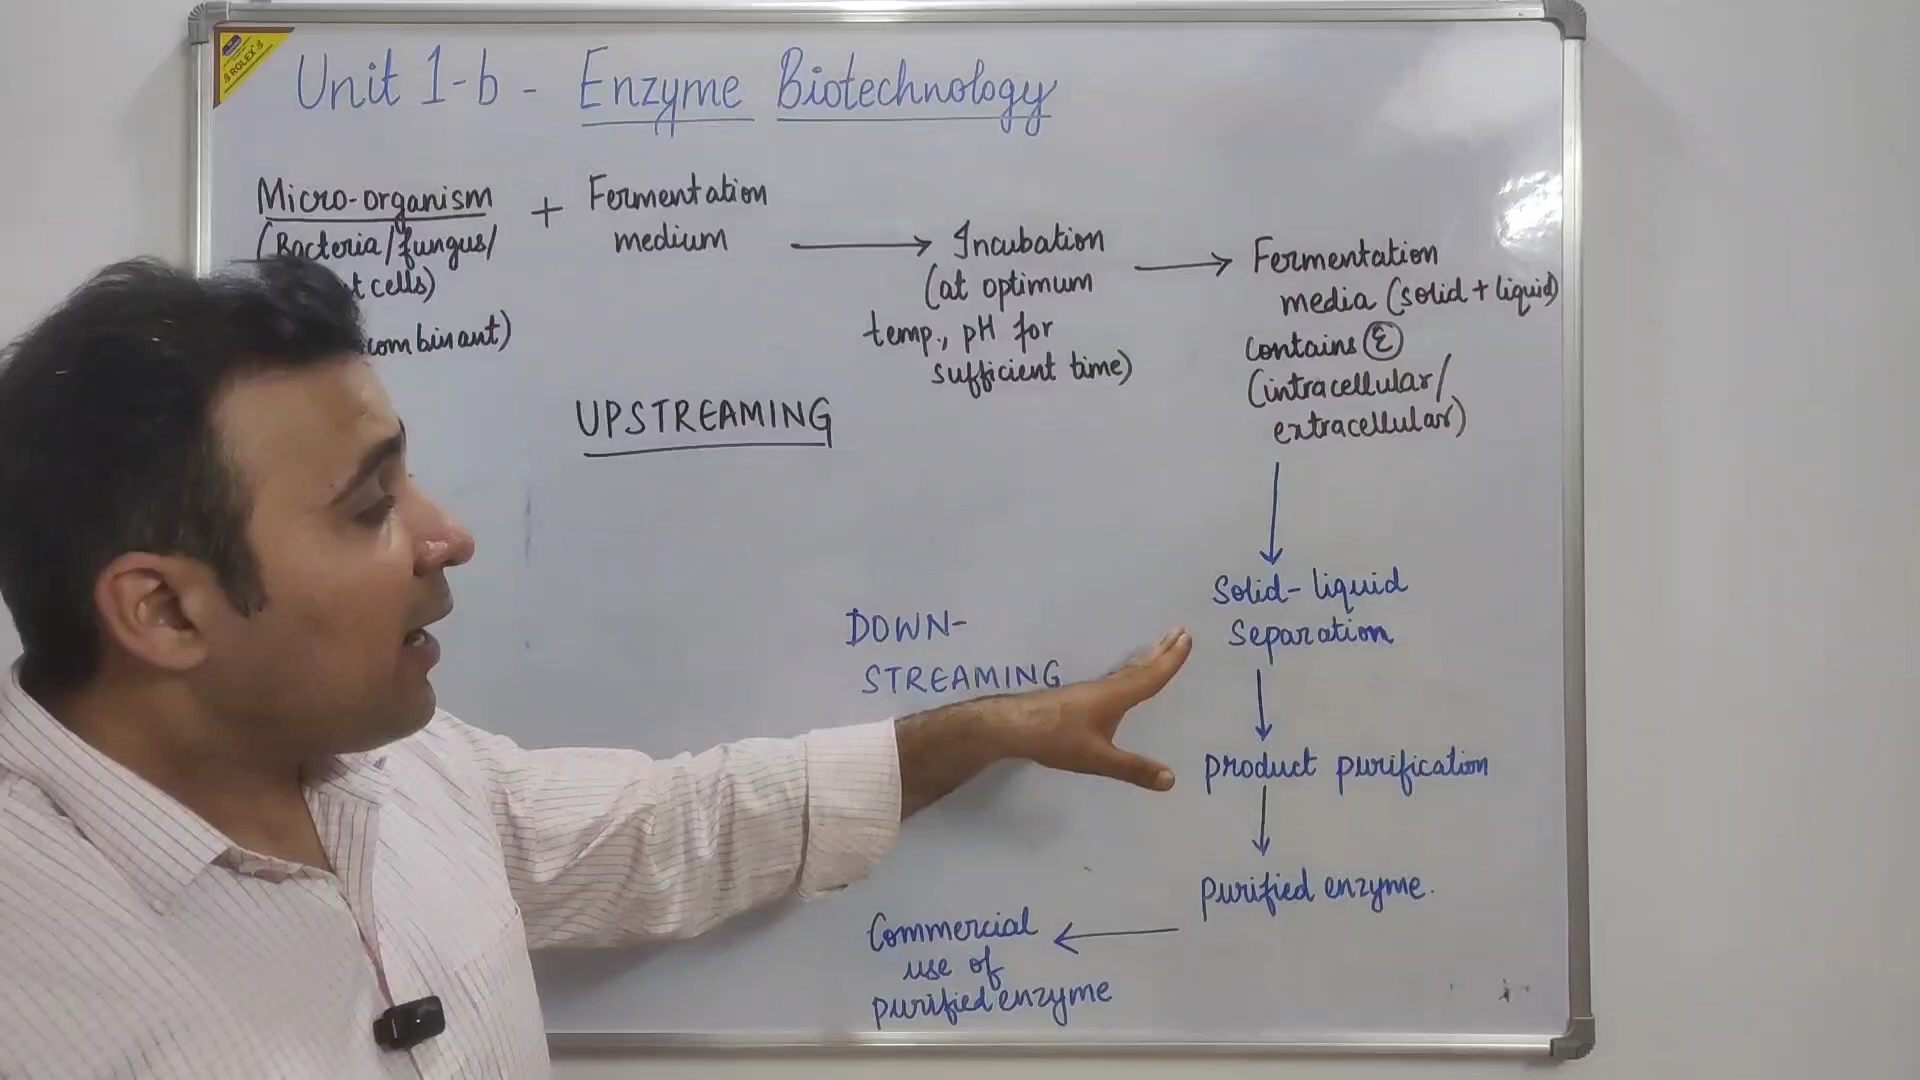 ROLEX
Unit 1-b - Enzyme Biotechnology
Micro-organism
(Bacteria/fungus/
t cells)
combinant)
+
Fermentation
medium
Incubation
(at optimum
temp., pH for
sufficient time)
Fermentation
media (solid + liquid)
contains Ⓔ
(intracellular/
extracellular)
UPSTREAMING
Solid-liquid
Separation
DOWN-
STREAMING
product purification
purified enzyme.
Commercial
use of
purified enzyme